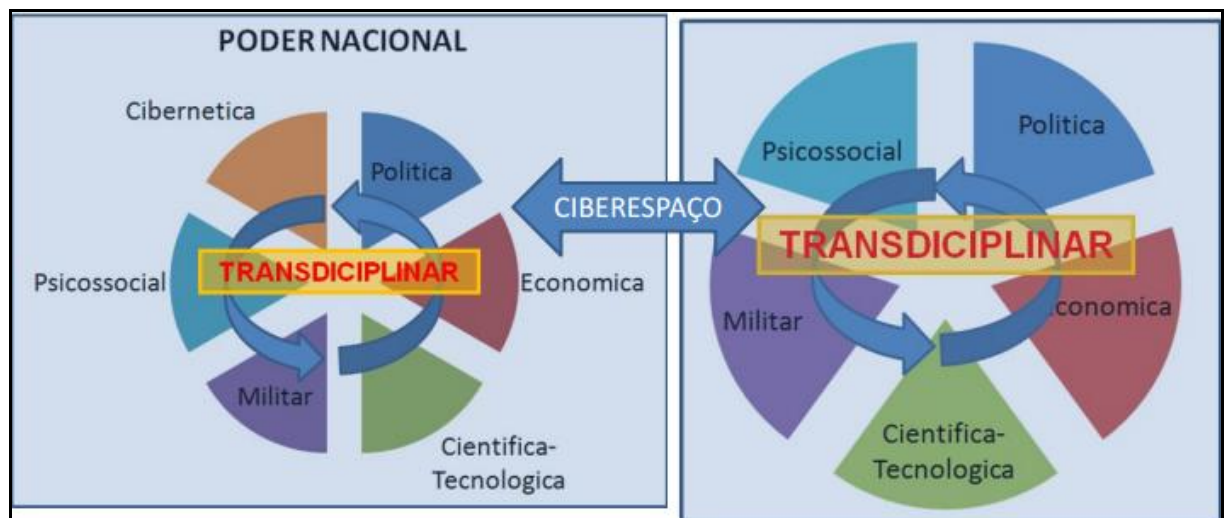 PODER NACIONAL
Cibernetica
Politica
Psicossocial
TRANSDICIPLINAR
Economica
Militar
Cientifica-
Tecnologica
CIBERESPAÇO
Psicossocial
Politica
TRANSDICIPLINAR
Militar
conomica
Cientifica-
Tecnologica